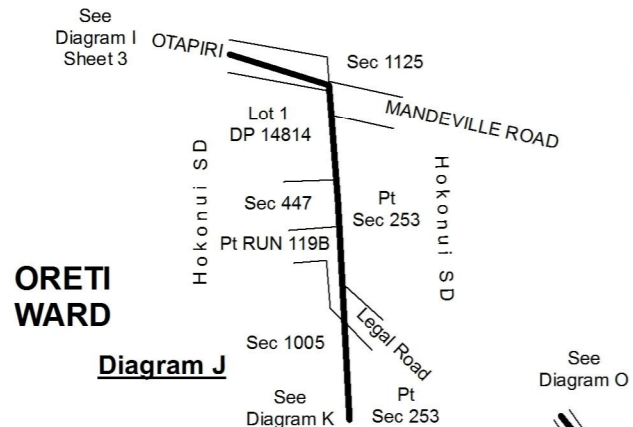 See
Diagram I
Sheet 3
OTAPIRI
Sec 1125
MANDEVILLE ROAD
Lot 1
DP 14814
Hokonui SD
Hokonui SD
Sec 447
Pt
Sec 253
Pt RUN 119B
ORETI
WARD
Legal Road
Sec 1005
Diagram J
See
Diagram O
See
Diagram K
Pt
Sec 253